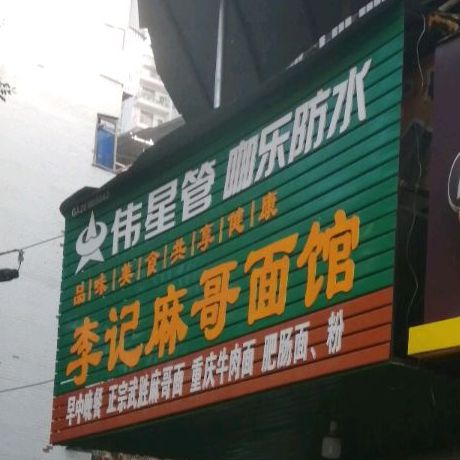 伟星管 咖乐防水
品味美食共享健康
李记麻哥面馆
早中晚餐 正宗武胜麻哥面 重庆牛肉面 肥肠面、粉